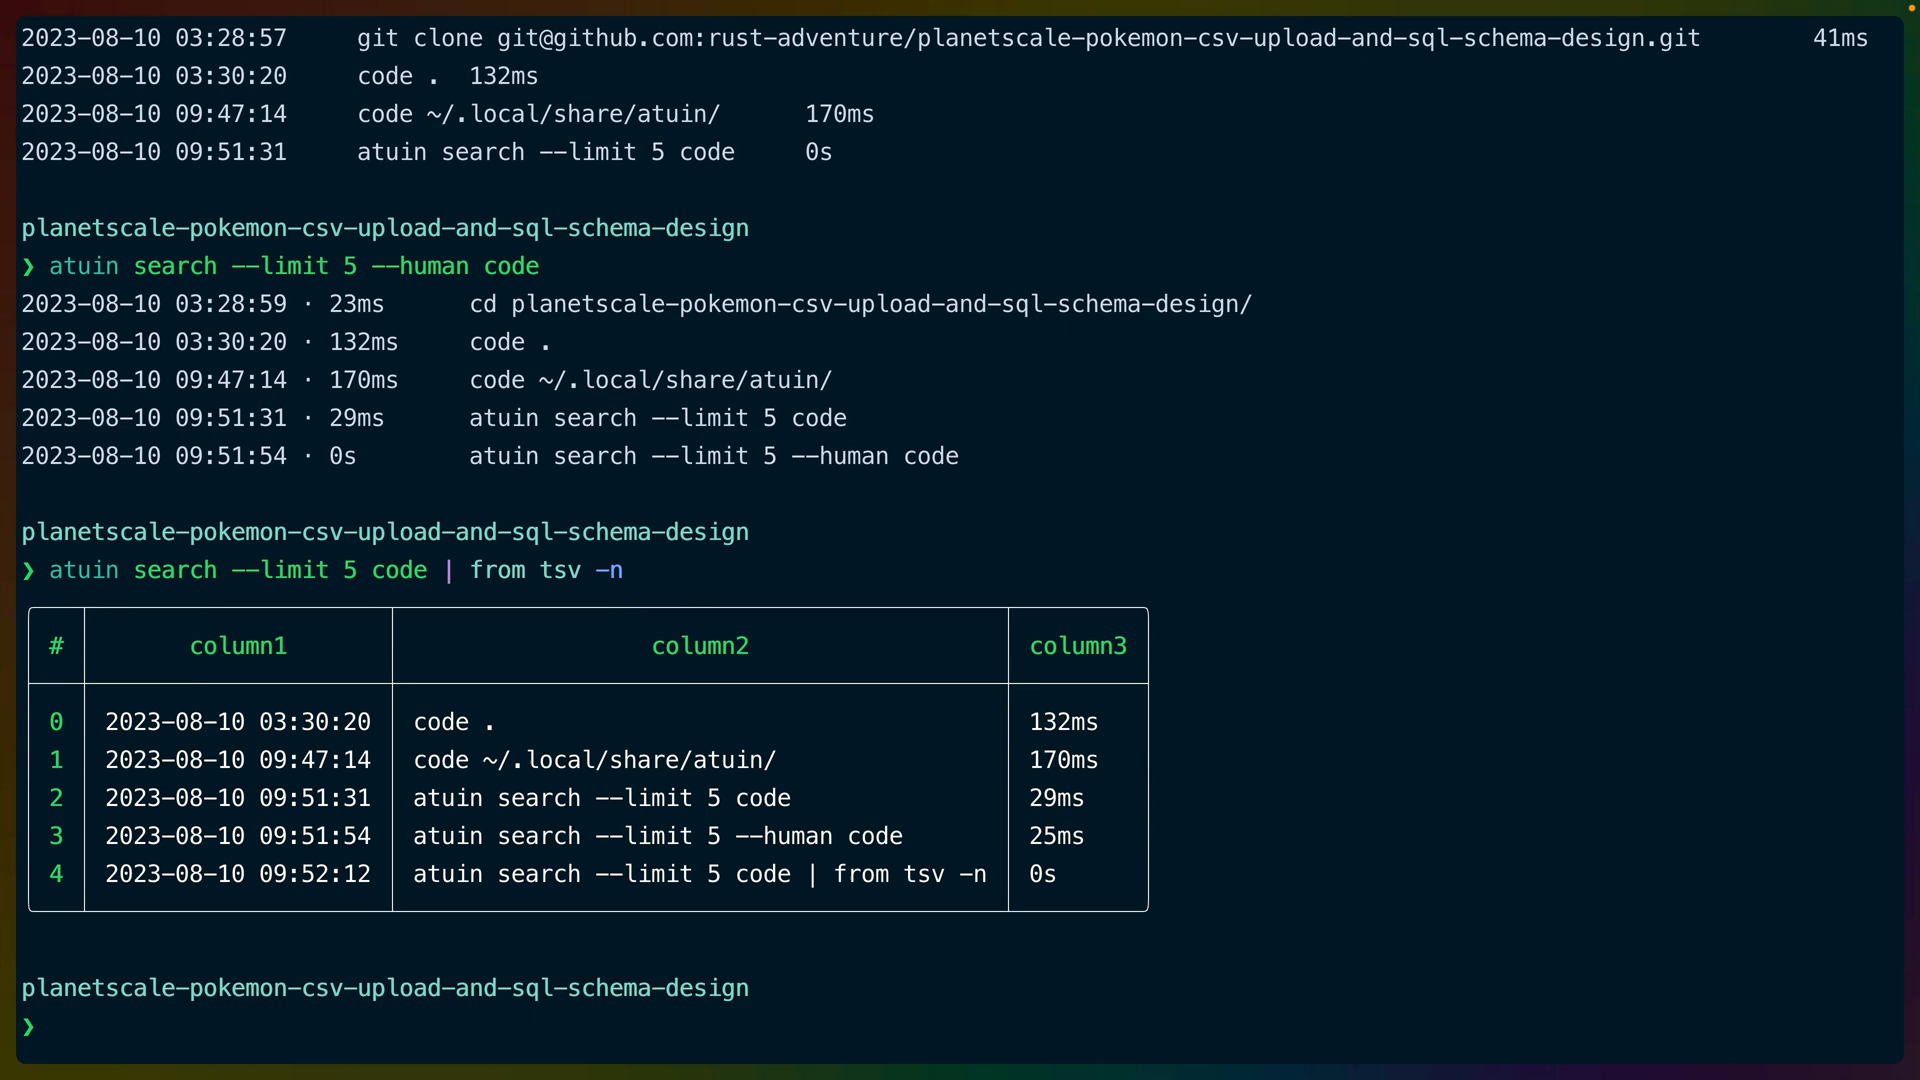 2023-08-10 03:28:57     git clone git@github.com:rust-adventure/planetscale-pokemon-csv-upload-and-sql-schema-design.git        41ms
2023-08-10 03:30:20     code .  132ms
2023-08-10 09:47:14     code ~/.local/share/atuin/      170ms
2023-08-10 09:51:31     atuin search --limit 5 code     0s
planetscale-pokemon-csv-upload-and-sql-schema-design
❯ atuin search --limit 5 --human code
2023-08-10 03:28:59 · 23ms      cd planetscale-pokemon-csv-upload-and-sql-schema-design/
2023-08-10 03:30:20 · 132ms     code .
2023-08-10 09:47:14 · 170ms     code ~/.local/share/atuin/
2023-08-10 09:51:31 · 29ms      atuin search --limit 5 code
2023-08-10 09:51:54 · 0s        atuin search --limit 5 --human code
planetscale-pokemon-csv-upload-and-sql-schema-design
❯ atuin search --limit 5 code | from tsv -n
# column1 column2 column3
0 2023-08-10 03:30:20 code . 132ms
1 2023-08-10 09:47:14 code ~/.local/share/atuin/ 170ms
2 2023-08-10 09:51:31 atuin search --limit 5 code 29ms
3 2023-08-10 09:51:54 atuin search --limit 5 --human code 25ms
4 2023-08-10 09:52:12 atuin search --limit 5 code | from tsv -n 0s
planetscale-pokemon-csv-upload-and-sql-schema-design
❯